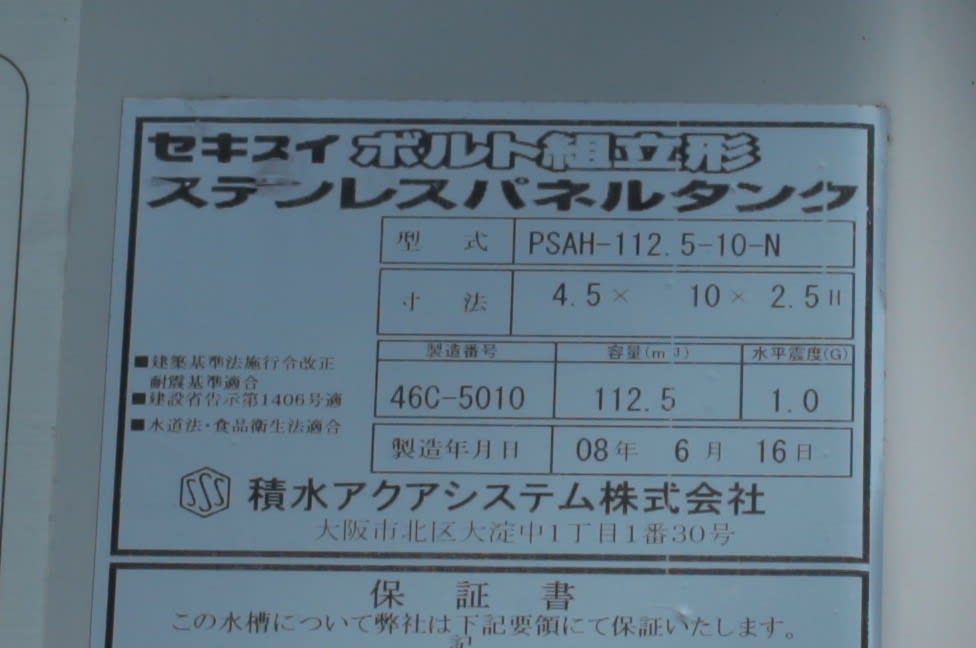 セキスイ ボルト組立形
ステンレスパネルタンク
型式 PSAH-112.5-10-N
寸法 4.5× 10× 2.5H
製造番号 容量(m³) 水平震度(G)
46C-5010 112.5 1.0
製造年月日 08年 6月 16日
■建築基準法施行令改正
耐震基準適合
■建設省告示第1406号適
■水道法・食品衛生法適合
SSS 積水アクアシステム株式会社
大阪市北区大淀中1丁目1番30号
保証書
この水槽について弊社は下記要領にて保証いたします。
記